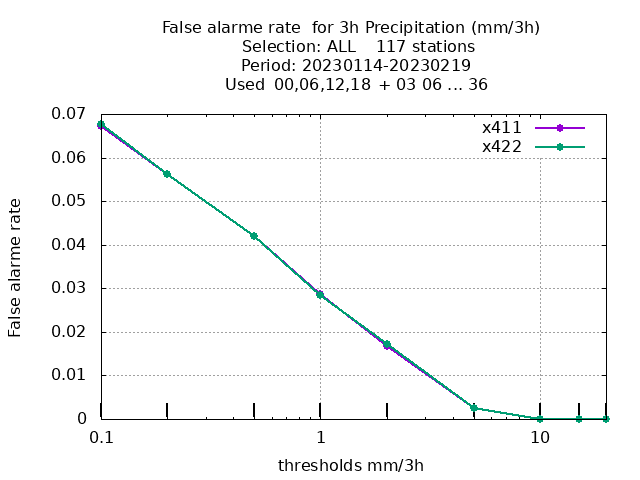 False alarme rate  for 3h Precipitation (mm/3h)
Selection: ALL    117 stations
Period: 20230114-20230219
Used  00,06,12,18 + 03 06 ... 36
x411
x422
0.07
0.06
0.05
0.04
0.03
0.02
0.01
0
False alarme rate
0.1 1 10
thresholds mm/3h